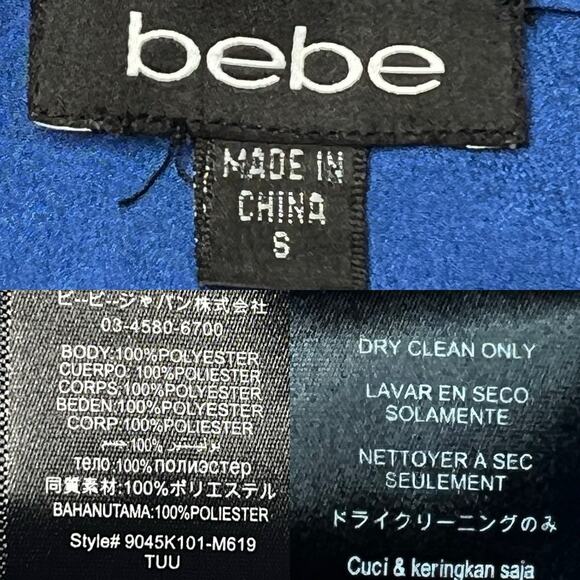 bebe
MADE IN
CHINA
S
ビービージャパン株式会社
03-4580-6700
BODY:100%POLYESTER
CUERPO: 100%POLYESTER
CORPS:100%POLYESTER
BEDEN:100%POLYESTER
CORP:100%POLYESTER
100%
тело:100% полиэстер
同質素材:100%ポリエステル
BAHANUTAMA:100%POLIESTER
Style# 9045K101-M619
TUU
DRY CLEAN ONLY
LAVAR EN SECO
SOLAMENTE
NETTOYER A SEC
SEULEMENT
ドライクリーニングのみ
Cuci & keringkan saja